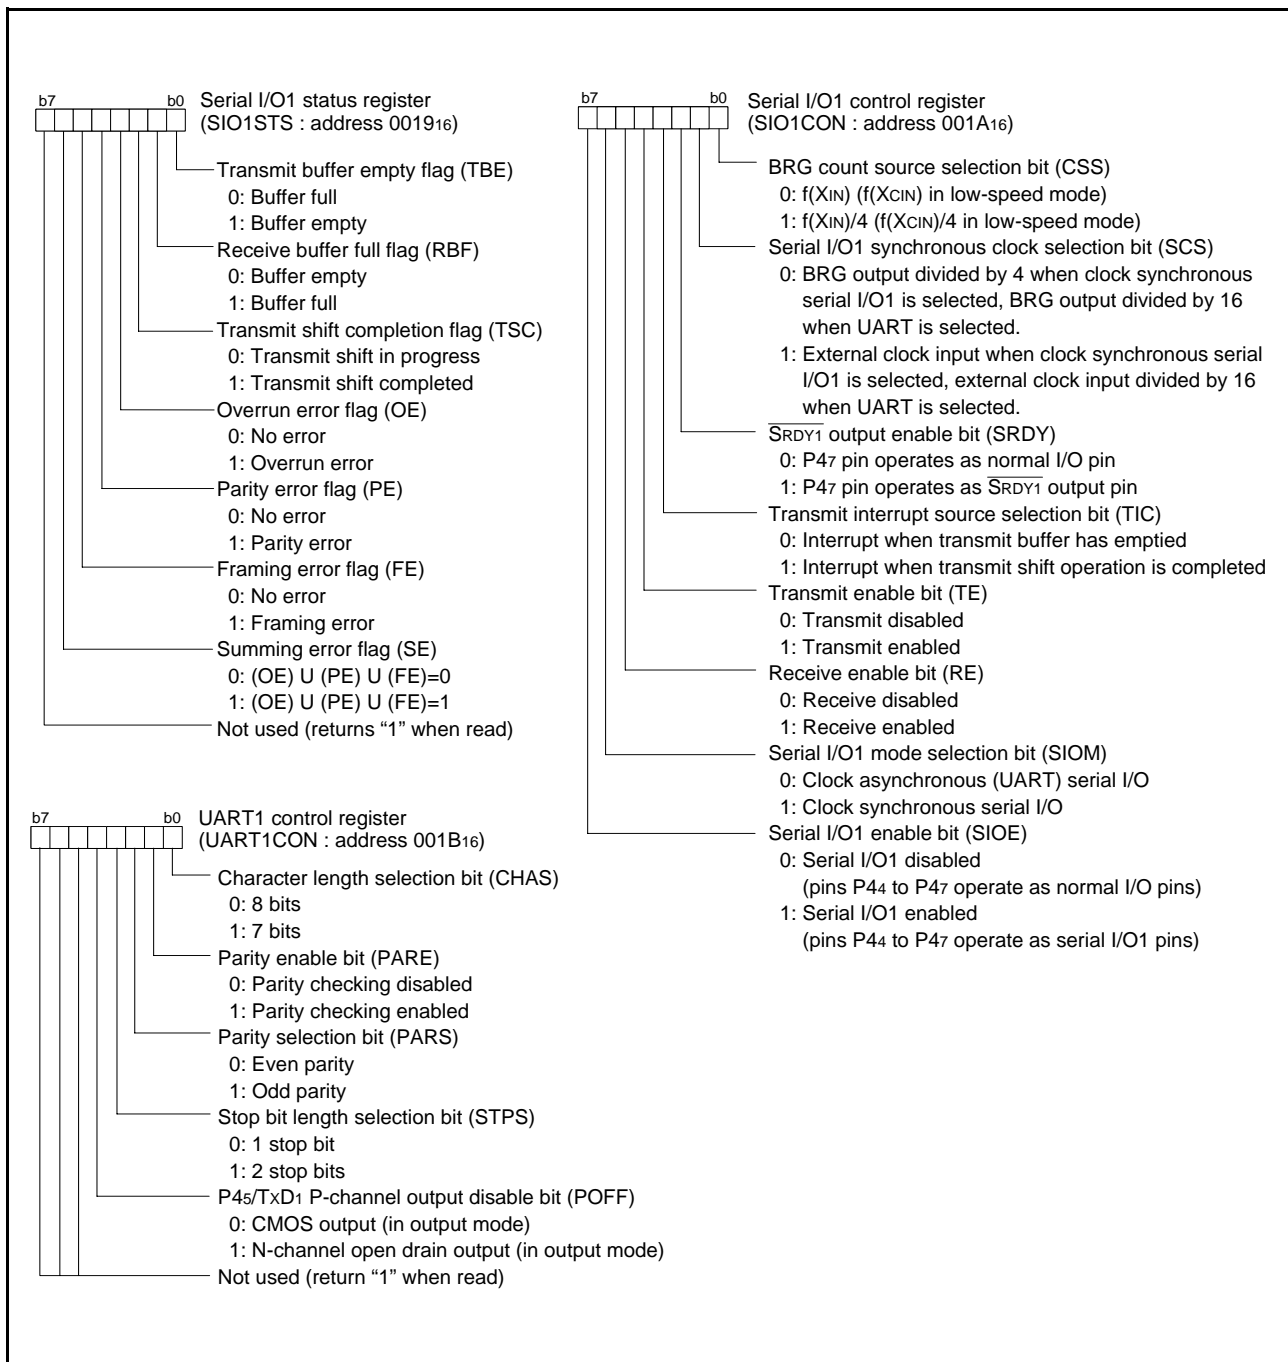 b7 b0 Serial I/O1 status register
(SIO1STS : address 001916)
Transmit buffer empty flag (TBE)
0: Buffer full
1: Buffer empty
Receive buffer full flag (RBF)
0: Buffer empty
1: Buffer full
Transmit shift completion flag (TSC)
0: Transmit shift in progress
1: Transmit shift completed
Overrun error flag (OE)
0: No error
1: Overrun error
Parity error flag (PE)
0: No error
1: Parity error
Framing error flag (FE)
0: No error
1: Framing error
Summing error flag (SE)
0: (OE) U (PE) U (FE)=0
1: (OE) U (PE) U (FE)=1
Not used (returns “1” when read)
b7 b0 UART1 control register
(UART1CON : address 001B16)
Character length selection bit (CHAS)
0: 8 bits
1: 7 bits
Parity enable bit (PARE)
0: Parity checking disabled
1: Parity checking enabled
Parity selection bit (PARS)
0: Even parity
1: Odd parity
Stop bit length selection bit (STPS)
0: 1 stop bit
1: 2 stop bits
P45/TXD1 P-channel output disable bit (POFF)
0: CMOS output (in output mode)
1: N-channel open drain output (in output mode)
Not used (return “1” when read)
b7 b0 Serial I/O1 control register
(SIO1CON : address 001A16)
BRG count source selection bit (CSS)
0: f(XIN) (f(XCIN) in low-speed mode)
1: f(XIN)/4 (f(XCIN)/4 in low-speed mode)
Serial I/O1 synchronous clock selection bit (SCS)
0: BRG output divided by 4 when clock synchronous
serial I/O1 is selected, BRG output divided by 16
when UART is selected.
1: External clock input when clock synchronous serial
I/O1 is selected, external clock input divided by 16
when UART is selected.
SRDY1 output enable bit (SRDY)
0: P47 pin operates as normal I/O pin
1: P47 pin operates as SRDY1 output pin
Transmit interrupt source selection bit (TIC)
0: Interrupt when transmit buffer has emptied
1: Interrupt when transmit shift operation is completed
Transmit enable bit (TE)
0: Transmit disabled
1: Transmit enabled
Receive enable bit (RE)
0: Receive disabled
1: Receive enabled
Serial I/O1 mode selection bit (SIOM)
0: Clock asynchronous (UART) serial I/O
1: Clock synchronous serial I/O
Serial I/O1 enable bit (SIOE)
0: Serial I/O1 disabled
(pins P44 to P47 operate as normal I/O pins)
1: Serial I/O1 enabled
(pins P44 to P47 operate as serial I/O1 pins)